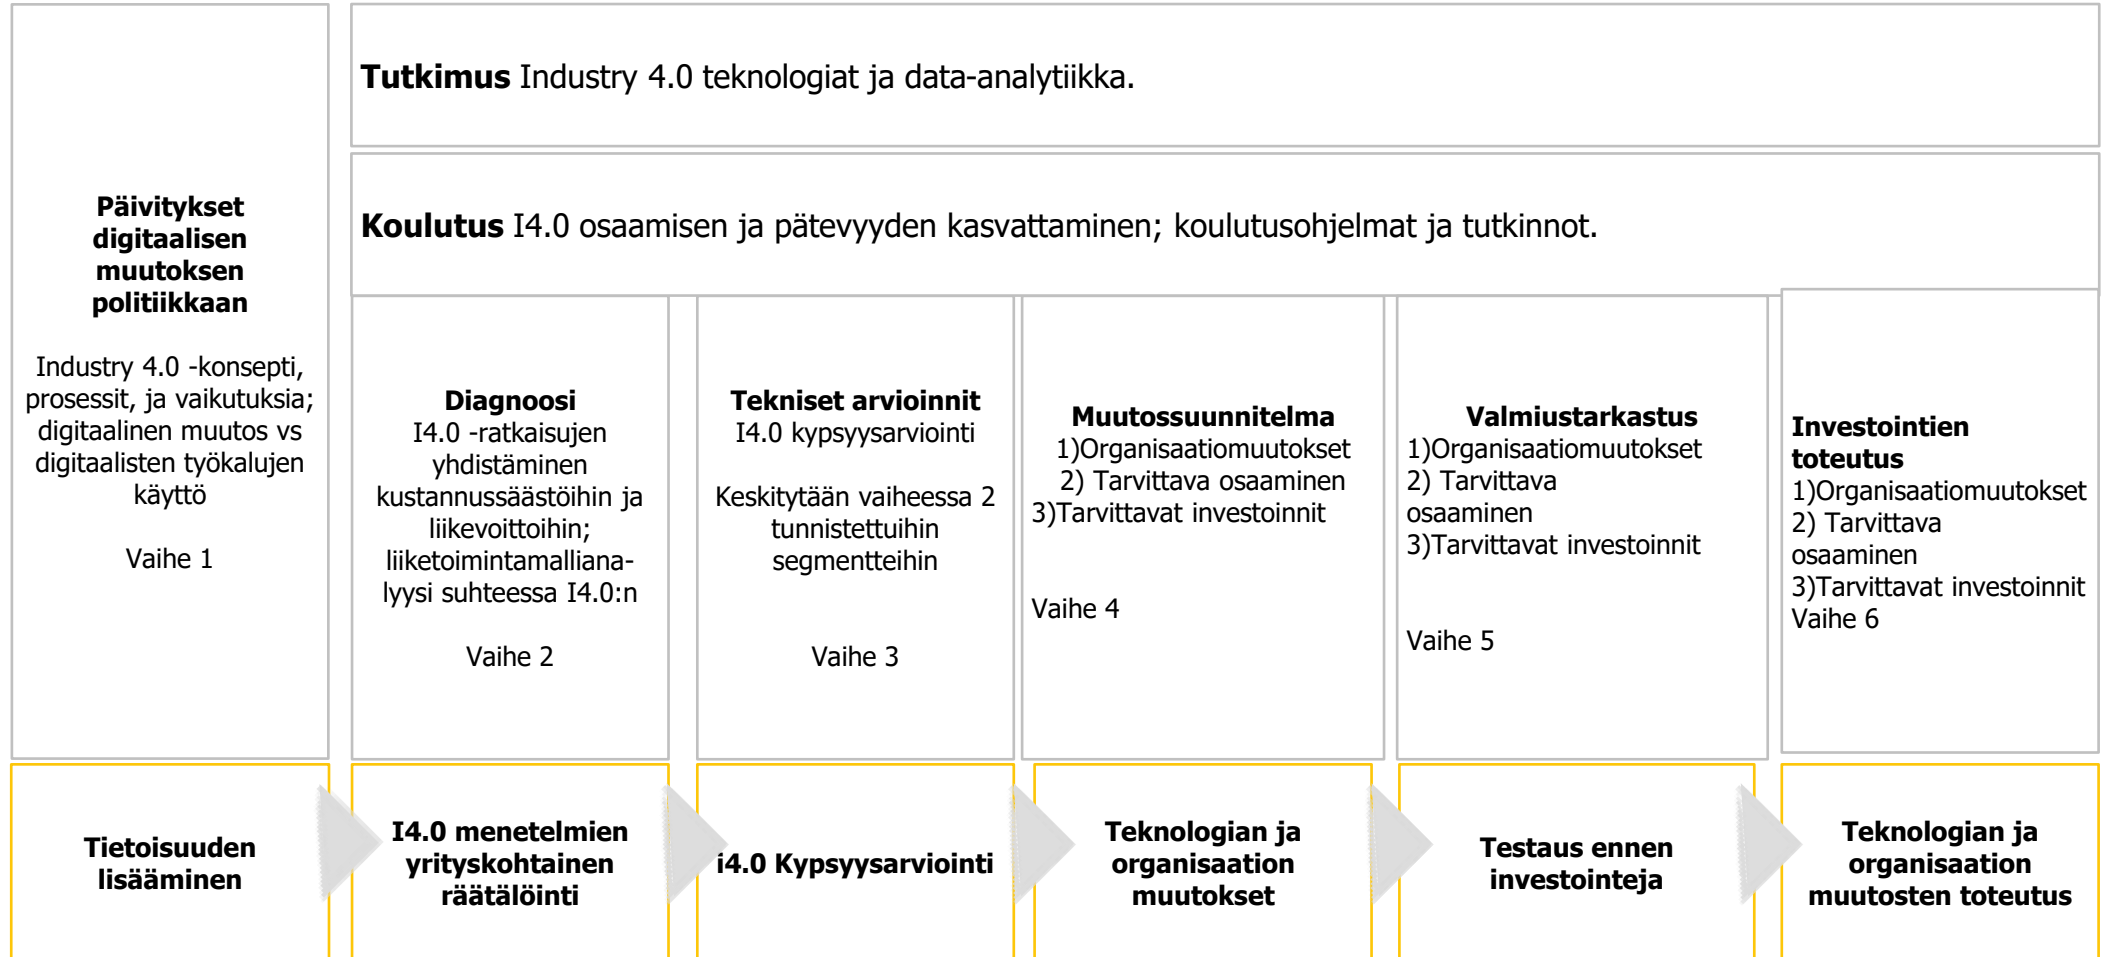 Päivitykset
digitaalisen
muutoksen
politiikkaan
Industry 4.0 -konsepti,
prosessit, ja vaikutuksia;
digitaalinen muutos vs
digitaalisten työkalujen
käyttö
Vaihe 1
Tutkimus Industry 4.0 teknologiat ja data-analytiikka.
Koulutus I4.0 osaamisen ja pätevyyden kasvattaminen; koulutusohjelmat ja tutkinnot.
Diagnoosi
I4.0 -ratkaisujen
yhdistäminen
kustannussäästöihin ja
liikevoittoihin;
liiketoimintamalliana-
lyysi suhteessa I4.0:n
Vaihe 2
Tekniset arvioinnit
I4.0 kypsyysarviointi
Keskitytään vaiheessa 2
tunnistettuihin
segmentteihin
Vaihe 3
Muutossuunnitelma
1)Organisaatiomuutokset
2) Tarvittava osaaminen
3)Tarvittavat investoinnit
Vaihe 4
Valmiustarkastus
1)Organisaatiomuutokset
2) Tarvittava
osaaminen
3)Tarvittavat investoinnit
Vaihe 5
Investointien
toteutus
1)Organisaatiomuutokset
2) Tarvittava
osaaminen
3)Tarvittavat investoinnit
Vaihe 6
Tietoisuuden
lisääminen
I4.0 menetelmien
yrityskohtainen
räätälöinti
i4.0 Kypsyysarviointi
Teknologian ja
organisaation
muutokset
Testaus ennen
investointeja
Teknologian ja
organisaation
muutosten toteutus